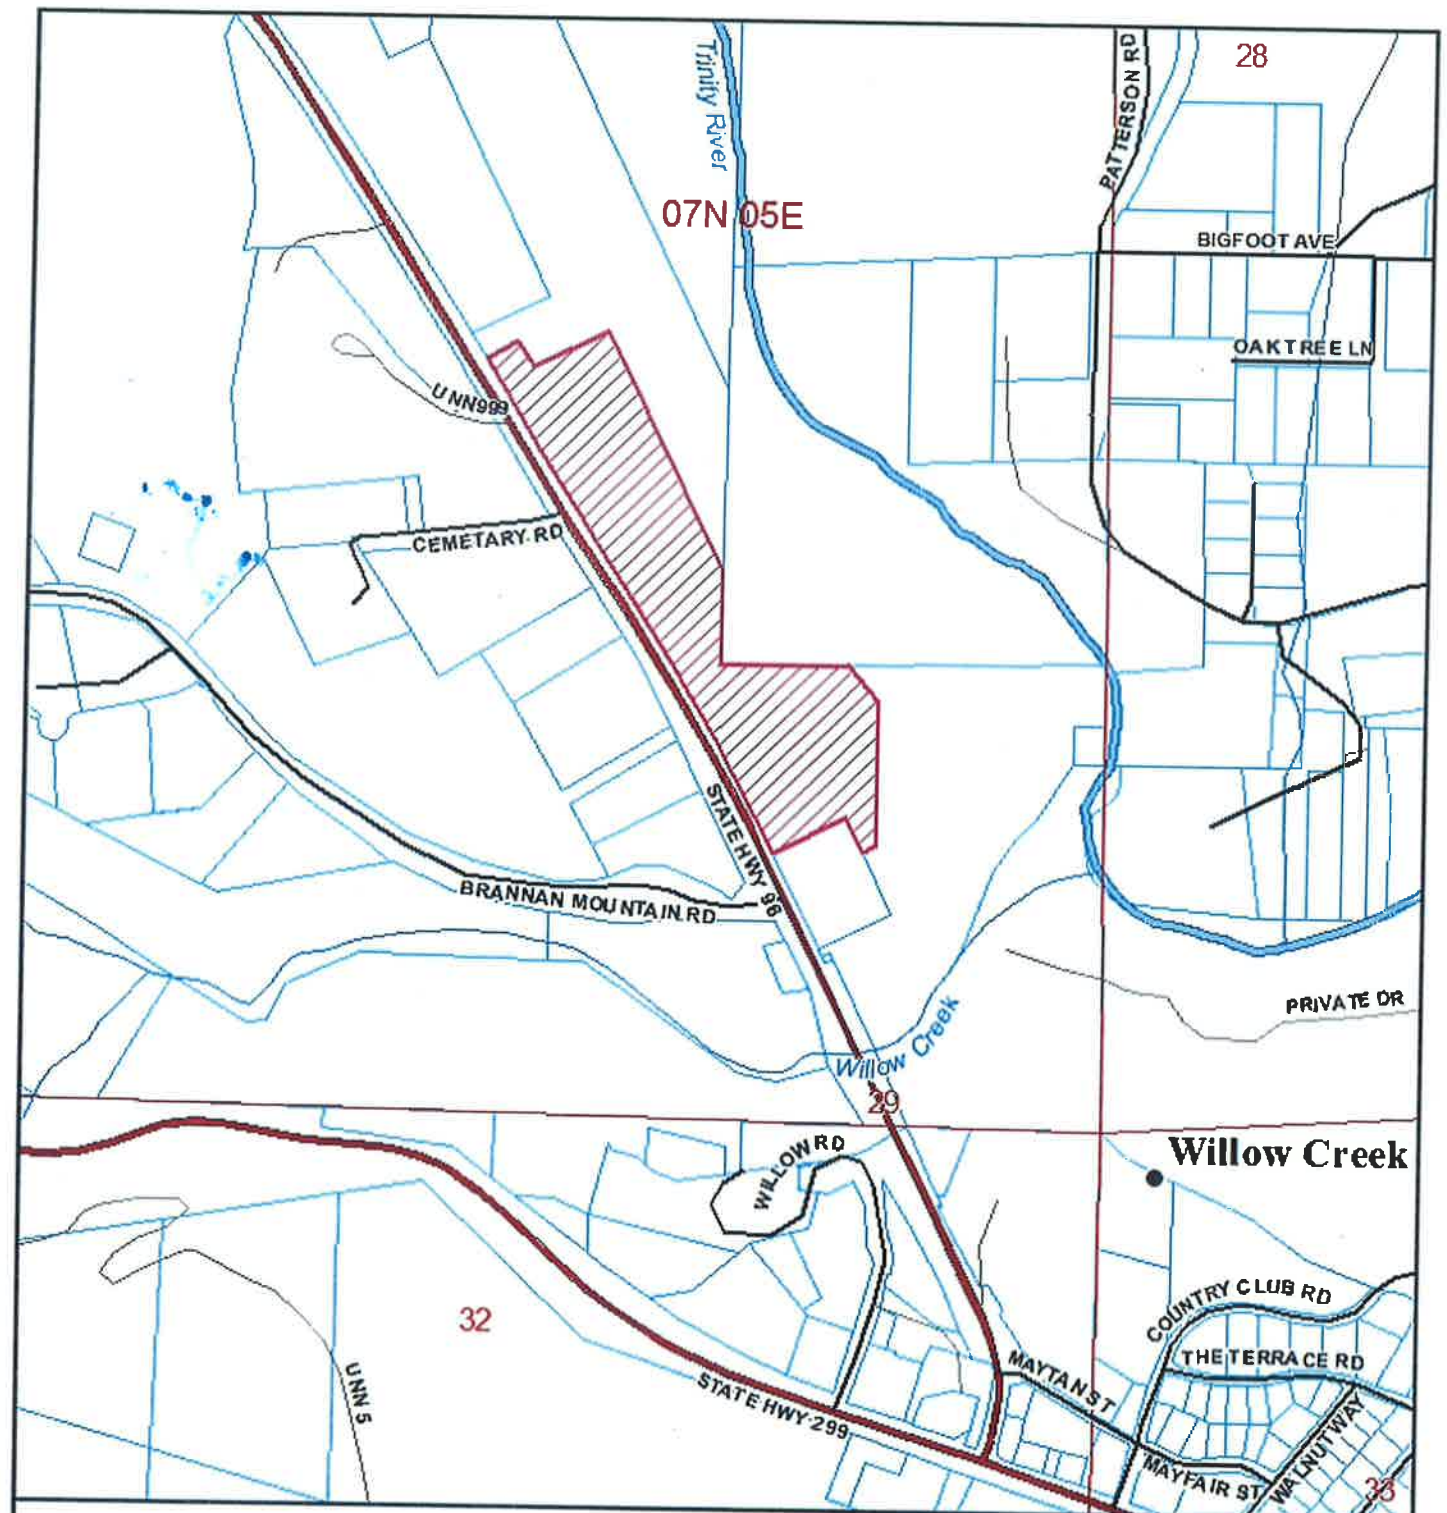 28
Trinity River
PATTERSON RD
07N 05E
BIGFOOT AVE
OAKTREE LN
UNN999
CEMETARY RD
STATE HWY 96
BRANNAN MOUNTAIN RD
PRIVATE DR
Willow Creek
29
WILLOW RD
Willow Creek
32
COUNTRY CLUB RD
THE TERRACE RD
MAYTAN ST
UNN 5
STATE HWY 299
WALNUT WAY
MAYFAIR ST
33